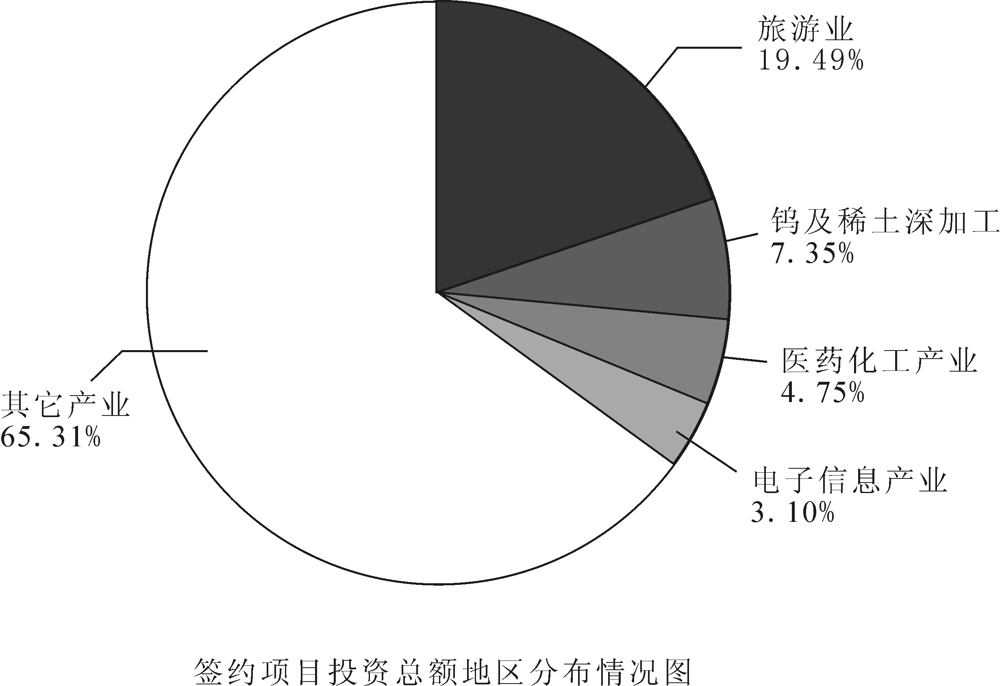 旅游业
19.49%
钨及稀土深加工
7.35%
医药化工产业
4.75%
其它产业
65.31%
电子信息产业
3.10%
签约项目投资总额地区分布情况图